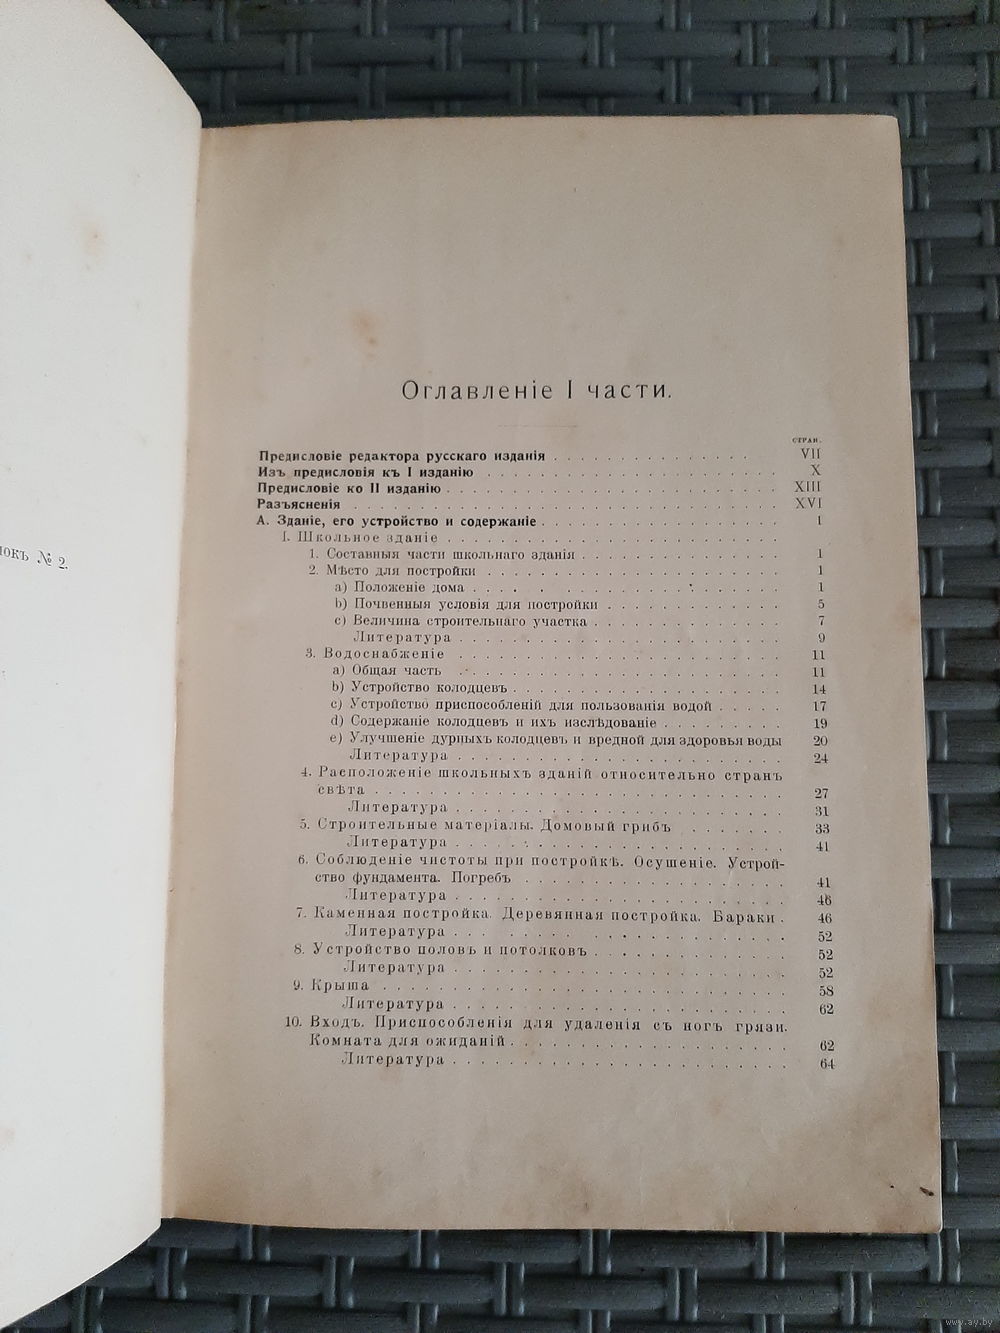 № 2.
Оглавленіе I части.
СТРАН.
Предисловіе редактора русскаго изданія . . . . . . . . . . . . . VII
Изъ предисловія къ I изданію . . . . . . . . . . . . . . . . . . X
Предисловіе ко II изданію . . . . . . . . . . . . . . . . . . . XIII
Разъясненія . . . . . . . . . . . . . . . . . . . . . . . . . . XVI
А. Зданіе, его устройство и содержаніе . . . . . . . . . . . . . 1
I. Школьное зданіе . . . . . . . . . . . . . . . . . . . .
1. Составныя части школьнаго зданія . . . . . . . . . . . . 1
2. Мѣсто для постройки . . . . . . . . . . . . . . . . . . 1
a) Положеніе дома . . . . . . . . . . . . . . . . . . . 1
b) Почвенныя условія для постройки . . . . . . . . . . . 5
c) Величина строительнаго участка . . . . . . . . . . . . 7
Литература . . . . . . . . . . . . . . . . . . . . . 9
3. Водоснабженіе . . . . . . . . . . . . . . . . . . . . . 11
a) Общая часть . . . . . . . . . . . . . . . . . . . . 11
b) Устройство колодцевъ . . . . . . . . . . . . . . . . . 14
c) Устройство приспособленій для пользованія водой . . . . . 17
d) Содержаніе колодцевъ и ихъ изслѣдованіе . . . . . . . . 19
e) Улучшеніе дурныхъ колодцевъ и вредной для здоровья воды 20
Литература . . . . . . . . . . . . . . . . . . . . . 24
4. Расположеніе школьныхъ зданій относительно странъ
свѣта . . . . . . . . . . . . . . . . . . . . . . . . 27
Литература . . . . . . . . . . . . . . . . . . . . . 31
5. Строительные матеріалы. Домовый грибъ . . . . . . . 33
Литература . . . . . . . . . . . . . . . . . . . . . 41
6. Соблюденіе чистоты при постройкѣ. Осушеніе. Устрой-
ство фундамента. Погребъ . . . . . . . . . . . . . . . . 41
Литература . . . . . . . . . . . . . . . . . . . . . 46
7. Каменная постройка. Деревянная постройка. Бараки . 46
Литература . . . . . . . . . . . . . . . . . . . . . 52
8. Устройство половъ и потолковъ . . . . . . . . . . . . 52
Литература . . . . . . . . . . . . . . . . . . . . . 52
9. Крыша . . . . . . . . . . . . . . . . . . . . . . . . 58
Литература . . . . . . . . . . . . . . . . . . . . . 62
10. Входъ. Приспособленія для удаленія съ ногъ грязи.
Комната для ожиданій . . . . . . . . . . . . . . . . . . 62
Литература . . . . . . . . . . . . . . . . . . . . . 64
www.ay.by